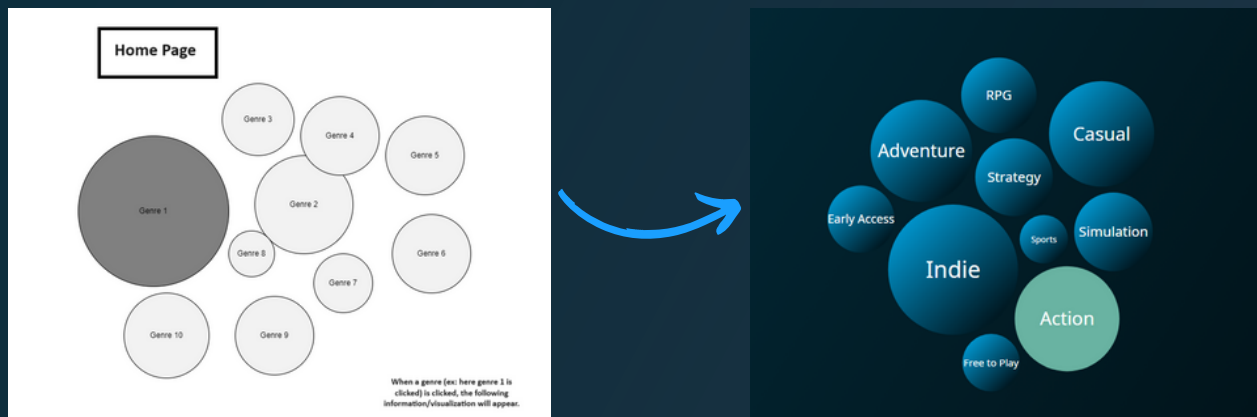 Home Page
Genre 3
Genre 4
Genre 5
Genre 1
Genre 2
Genre 8
Genre 6
Genre 7
Genre 10
Genre 9
When a genre (ex: here genre 1 is
clicked) is clicked, the following
information/visualization will appear.
RPG
Casual
Adventure
Strategy
Early Access
Simulation
Sports
Indie
Action
Free to Play